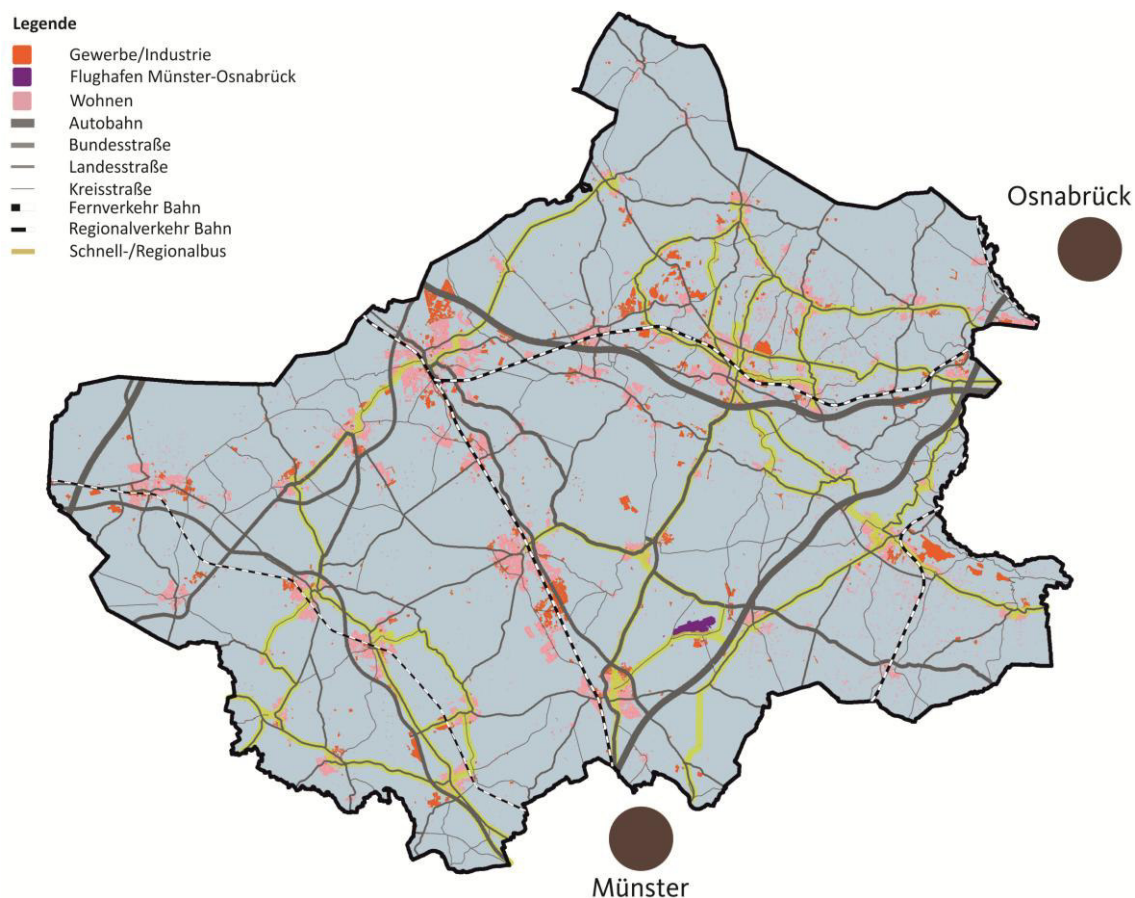 Legende
Gewerbe/Industrie
Flughafen Münster-Osnabrück
Wohnen
Autobahn
Bundesstraße
Landesstraße
Kreisstraße
Fernverkehr Bahn
Regionalverkehr Bahn
Schnell-/Regionalbus
Osnabrück
Münster